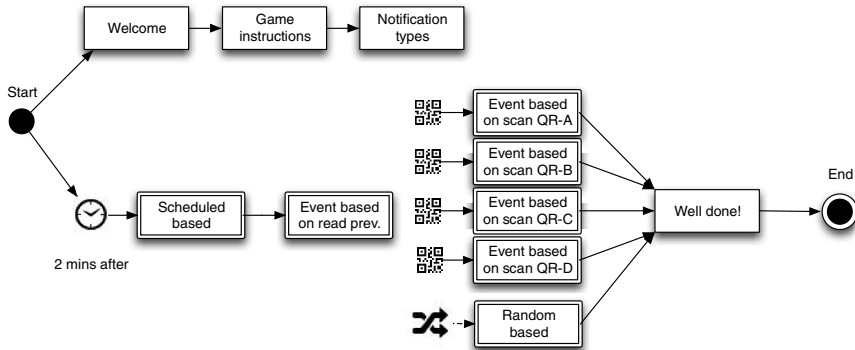 Welcome
Game
instructions
Notification
types
Start
Event based
on scan QR-A
Event based
on scan QR-B
Event based
on scan QR-C
Event based
on scan QR-D
Random
based
Well done!
End
Scheduled
based
Event based
on read prev.
2 mins after